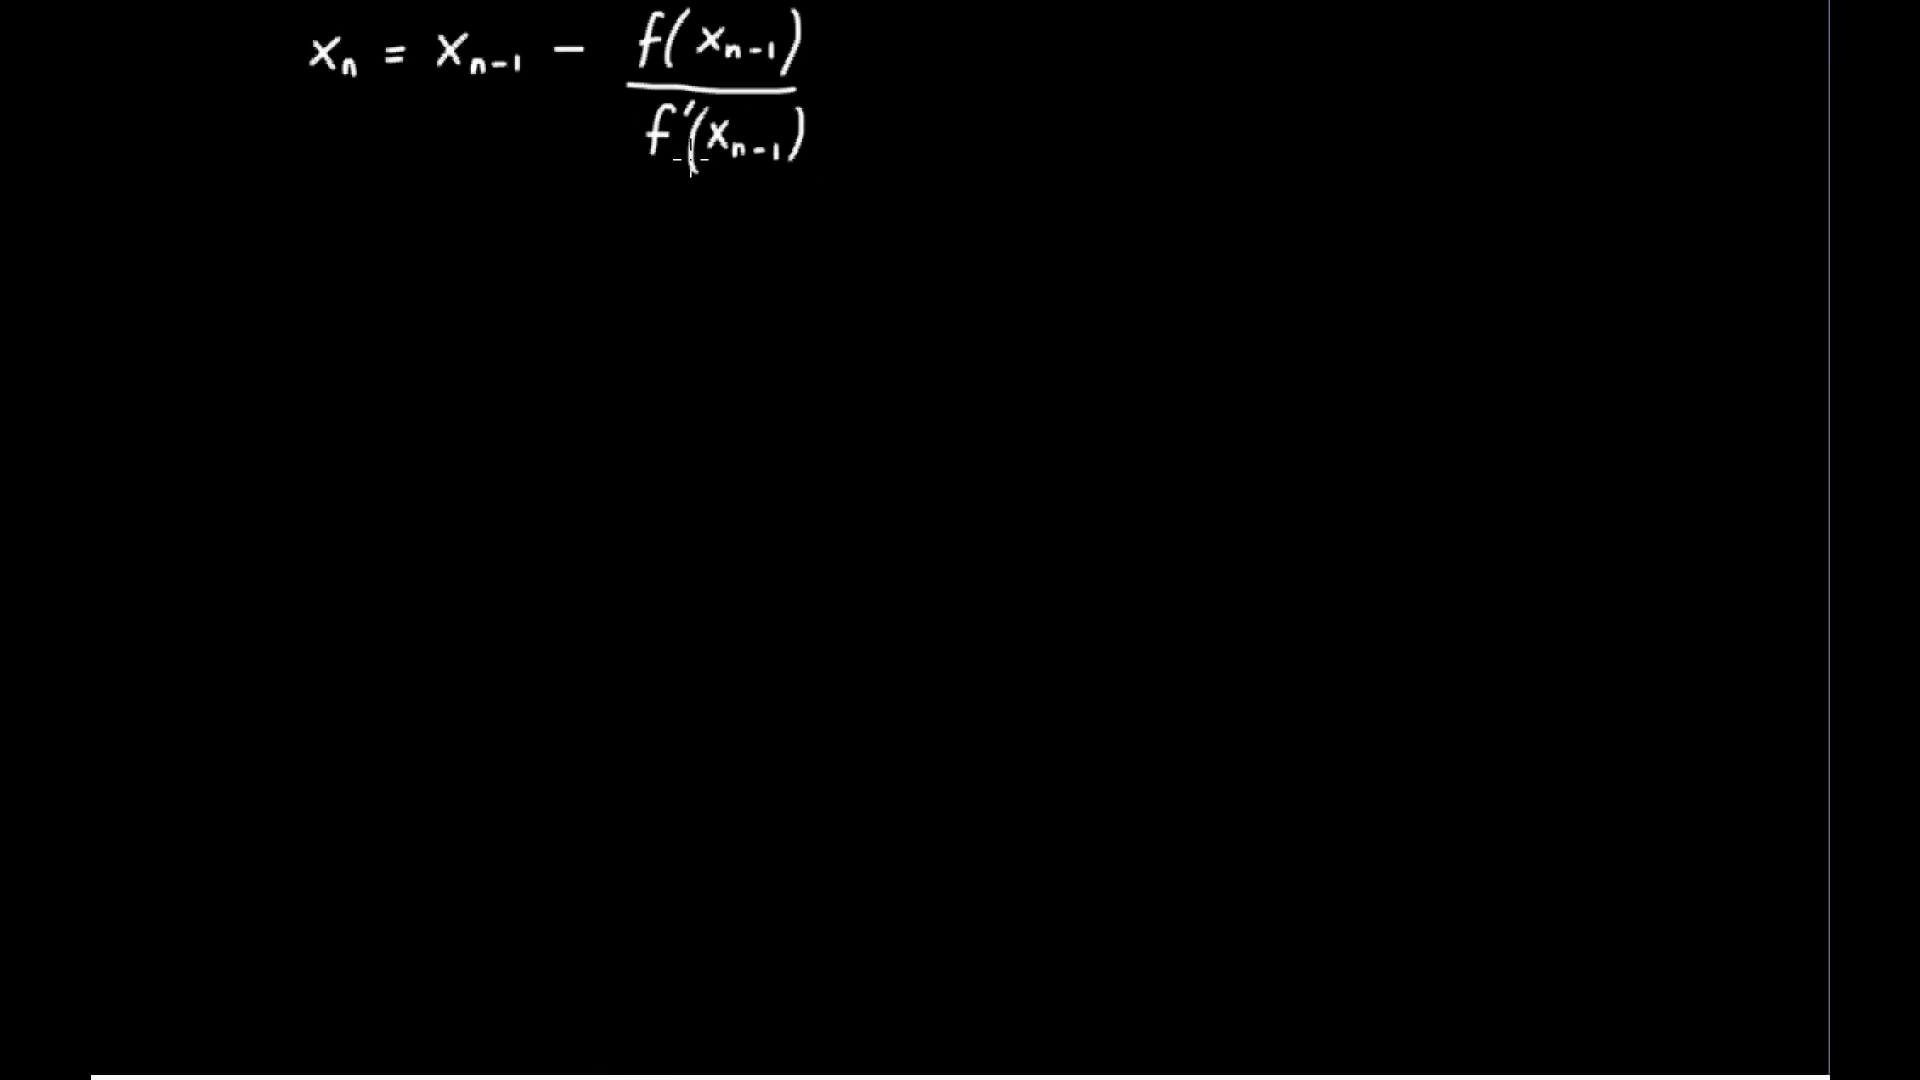 xₙ = xₙ₋₁ − f(xₙ₋₁) / f′(xₙ₋₁)